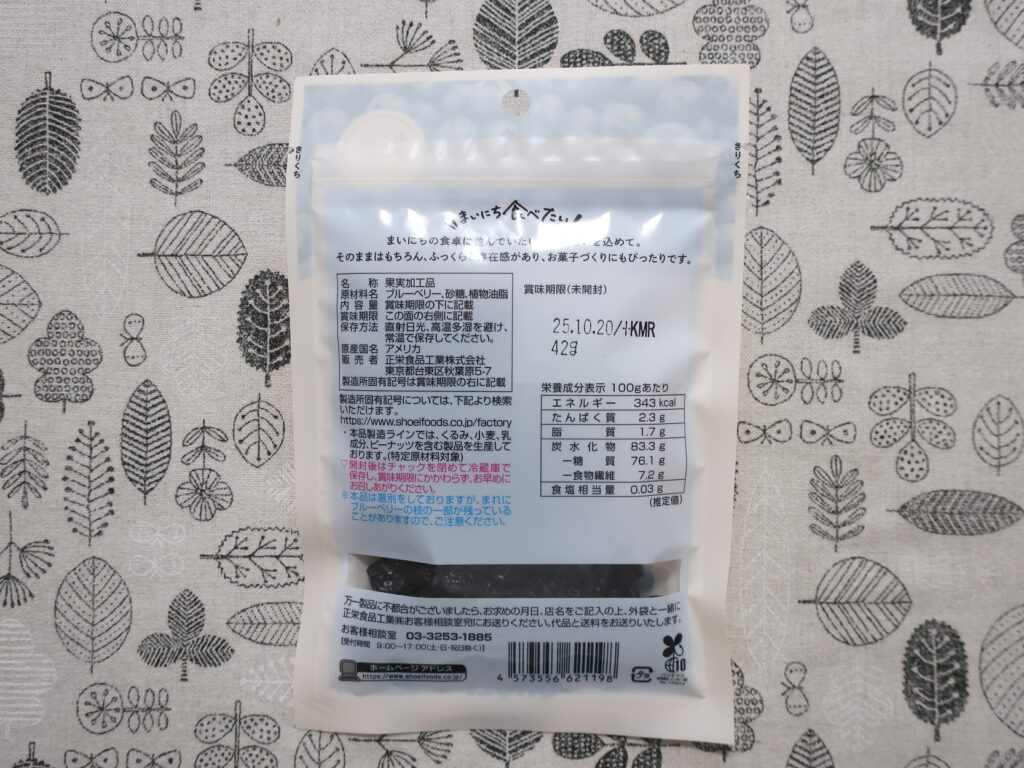 きりくち
きりくち
まいにち食べたい!
まいにちの食卓に並んでいたい を込めて。
そのままはもちろん、ふっくら 存在感があり、お菓子づくりにもぴったりです。
名称 果実加工品
原材料名 ブルーベリー、砂糖、植物油脂
内容量 賞味期限の下に記載
賞味期限 この面の右側に記載
保存方法 直射日光、高温多湿を避け、
常温で保存してください。
原産国名 アメリカ
販売者 正栄食品工業株式会社
東京都台東区秋葉原5-7
製造所固有記号は賞味期限の右に記載
製造所固有記号については、下記より検索
いただけます。
https://www.shoeifoods.co.jp/factory
・本品製造ラインでは、くるみ、小麦、乳
成分、ピーナッツを含む製品を生産して
おります。(特定原材料対象)
▽開封後はチャックを閉めて冷蔵庫で
保存し、賞味期限にかかわらず、お早めに
お召しあがりください。
※本品は選別をしておりますが、まれに
ブルーベリーの枝の一部が残っている
ことがありますので、ご注意ください。
賞味期限(未開封)
25.10.20/+KMR
42g
栄養成分表示 100gあたり
エネルギー 343 kcal
たんぱく質 2.3 g
脂質 1.7 g
炭水化物 83.3 g
－糖質 76.1 g
－食物繊維 7.2 g
食塩相当量 0.03 g
(推定値)
万一製品に不都合がございましたら、お求めの月日、店名をご記入の上、外袋と一緒に
正栄食品工業㈱お客様相談室宛にお送りください。代品と送料をお送りいたします。
お客様相談室 03-3253-1885
【受付時間 9:00〜17:00(土・日・祝日除く)】
ホームページアドレス
https://www.shoeifoods.co.jp/
4 573556 621198
プラ
10